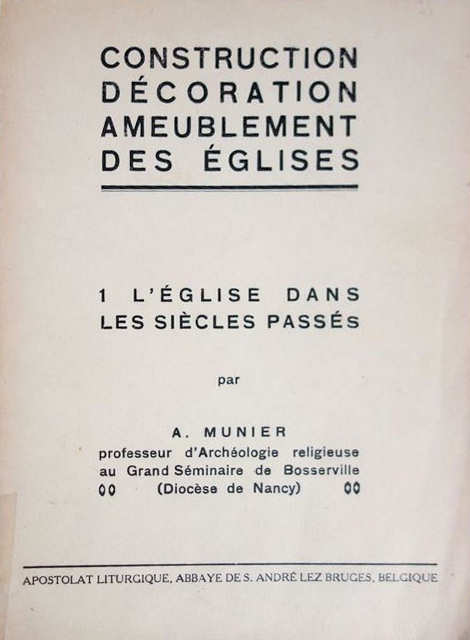 CONSTRUCTION
DÉCORATION
AMEUBLEMENT
DES ÉGLISES
1 L'ÉGLISE DANS
LES SIÈCLES PASSÉS
par
A. MUNIER
professeur d'Archéologie religieuse
au Grand Séminaire de Bosserville
(Diocèse de Nancy)
APOSTOLAT LITURGIQUE, ABBAYE DE S. ANDRÉ LEZ BRUGES, BELGIQUE